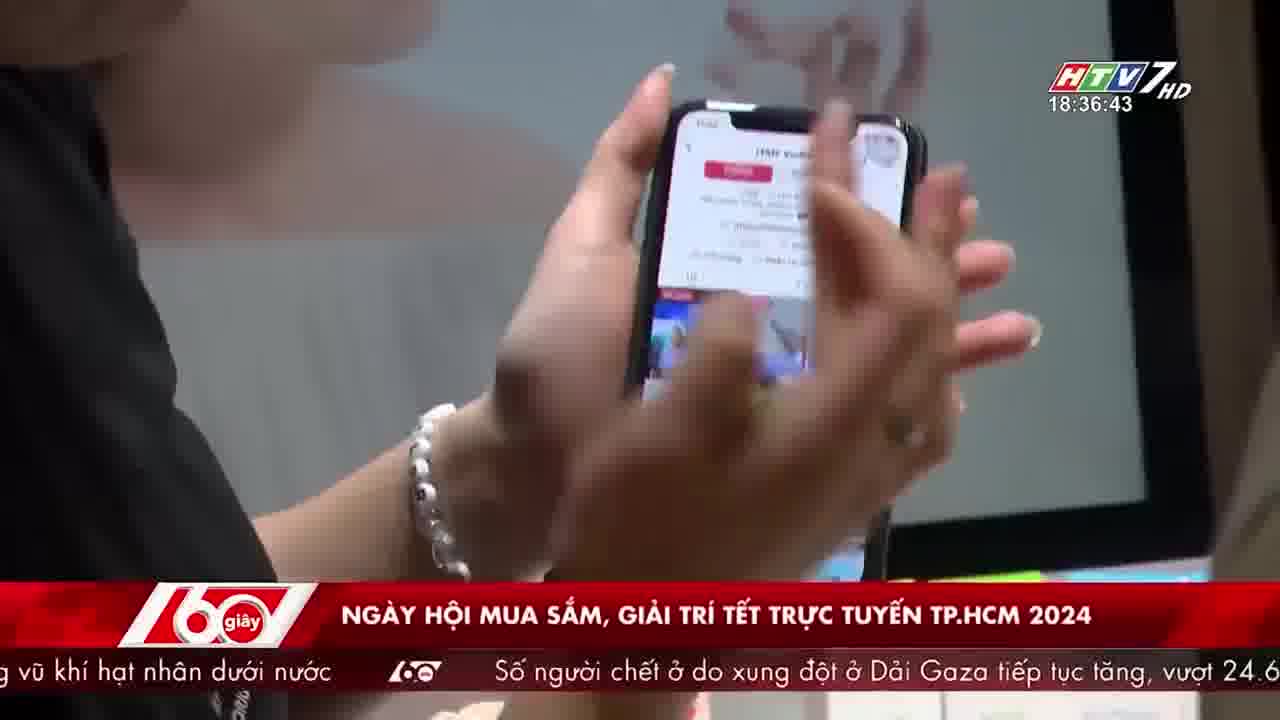 HTV7 HD
18:36:43
60 giây
NGÀY HỘI MUA SẮM, GIẢI TRÍ TẾT TRỰC TUYẾN TP.HCM 2024
vũ khí hạt nhân dưới nước
60 giây Số người chết ở do xung đột ở Dải Gaza tiếp tục tăng, vượt 24.6